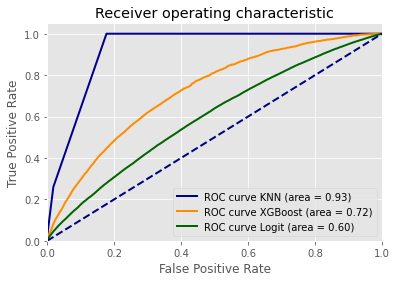 Receiver operating characteristic
True Positive Rate
1.0
0.8
0.6
0.4
0.2
0.0
ROC curve KNN (area = 0.93)
ROC curve XGBoost (area = 0.72)
ROC curve Logit (area = 0.60)
0.0 0.2 0.4 0.6 0.8 1.0
False Positive Rate